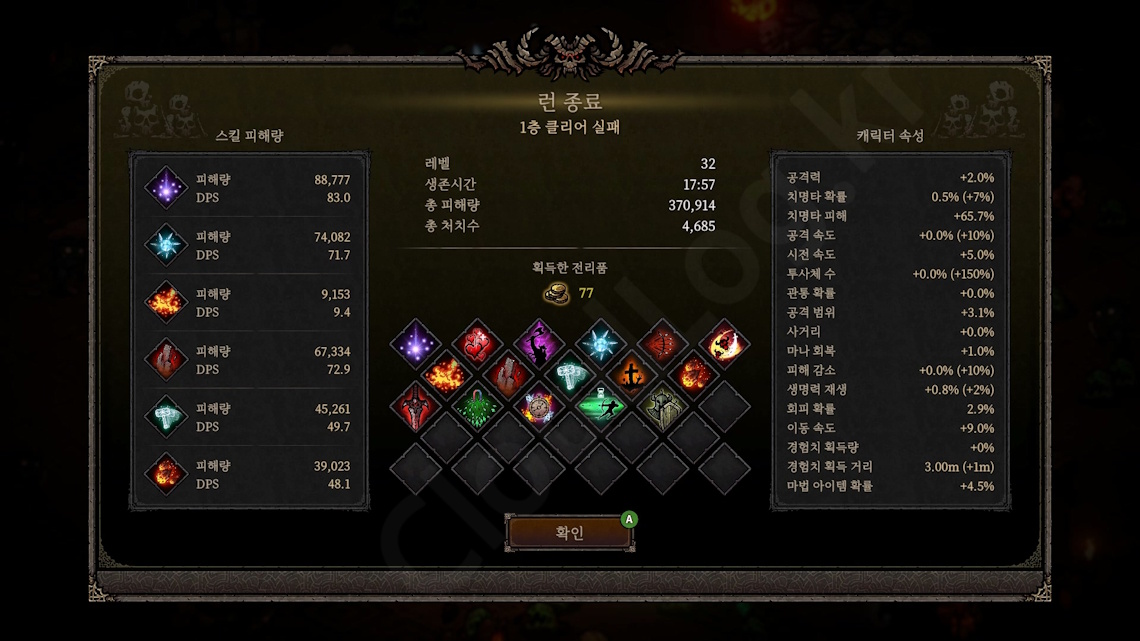 런 종료
1층 클리어 실패
스킬 피해량
피해량 88,777
DPS 83.0
피해량 74,082
DPS 71.7
피해량 9,153
DPS 9.4
피해량 67,334
DPS 72.9
피해량 45,261
DPS 49.7
피해량 39,023
DPS 48.1
레벨 32
생존시간 17:57
총 피해량 370,914
총 처치수 4,685
획득한 전리품
77
확인
A
캐릭터 속성
공격력 +2.0%
치명타 확률 0.5% (+7%)
치명타 피해 +65.7%
공격 속도 +0.0% (+10%)
시전 속도 +5.0%
투사체 수 +0.0% (+150%)
관통 확률 +0.0%
공격 범위 +3.1%
사거리 +0.0%
마나 회복 +1.0%
피해 감소 +0.0% (+10%)
생명력 재생 +0.8% (+2%)
회피 확률 2.9%
이동 속도 +9.0%
경험치 획득량 +0%
경험치 획득 거리 3.00m (+1m)
마법 아이템 확률 +4.5%